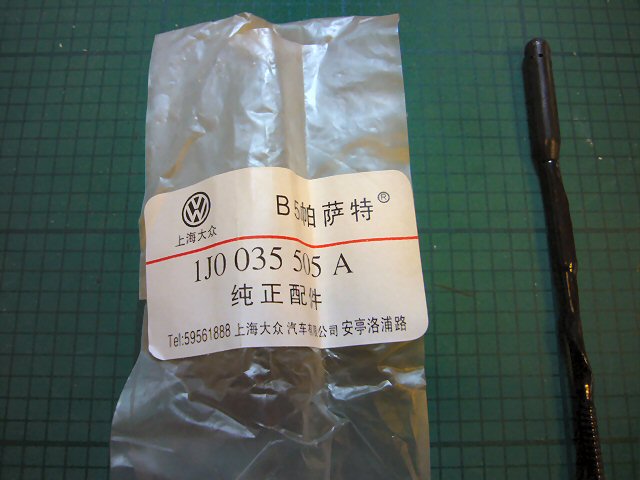 B5帕萨特®
上海大众
1J0 035 505 A
纯正配件
Tel:59561888 上海大众 汽车有限公司 安亭洛浦路